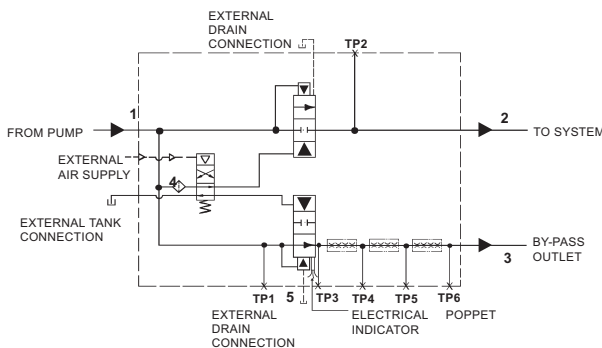 EXTERNAL
DRAIN
CONNECTION
TP2
1
2
FROM PUMP
TO SYSTEM
EXTERNAL
AIR SUPPLY
4
EXTERNAL TANK
CONNECTION
3
BY-PASS
OUTLET
5
TP1
TP3
TP4
TP5
TP6
POPPET
EXTERNAL
DRAIN
CONNECTION
ELECTRICAL
INDICATOR